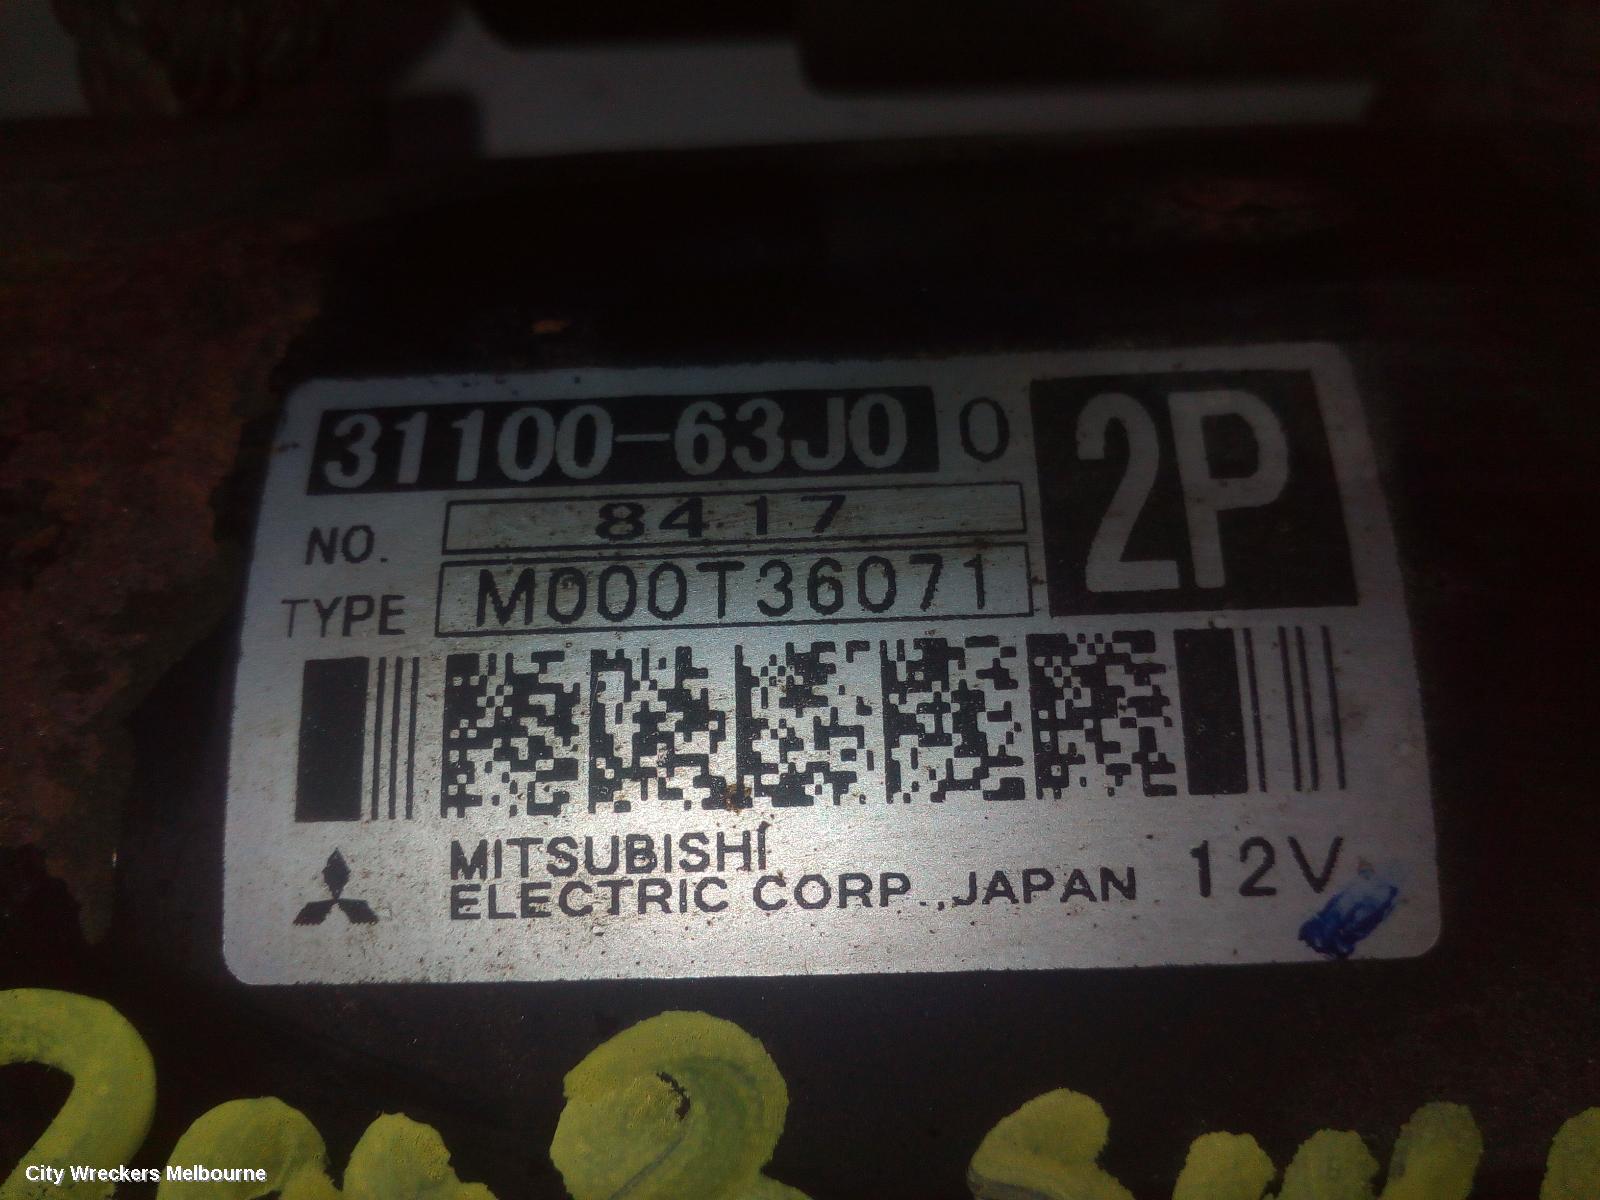 31100-63J0 0
2P
NO. 8417
TYPE M000T36071
MITSUBISHI
ELECTRIC CORP., JAPAN 12V
City Wreckers Melbourne